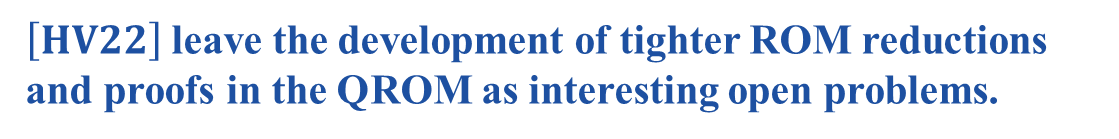 [HV22] leave the development of tighter ROM reductions
and proofs in the QROM as interesting open problems.